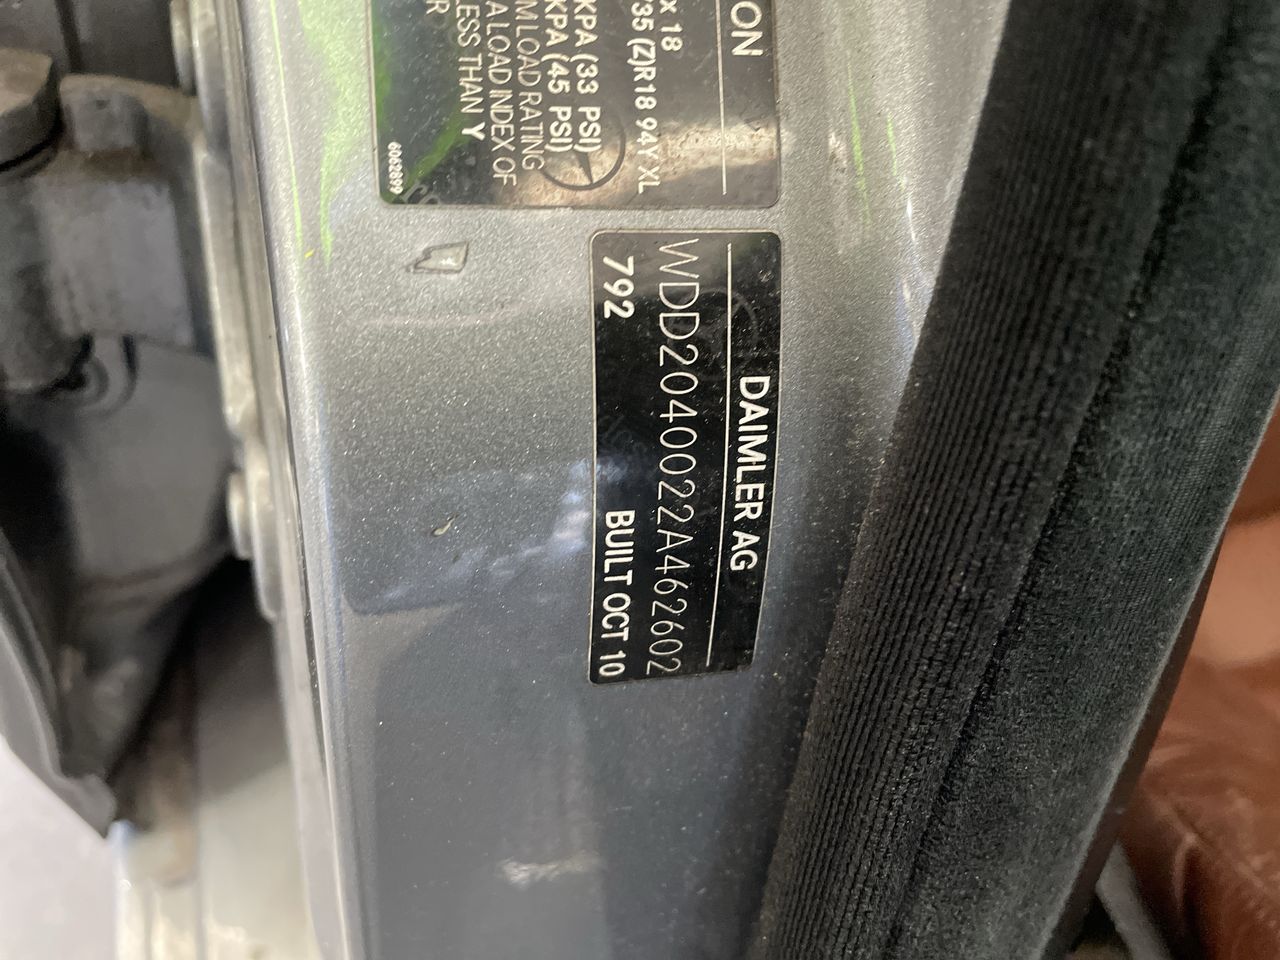 ON
x 18
/35 (Z)R18 94Y XL
KPA (33 PSI)
KPA (45 PSI)
M LOAD RATING
A LOAD INDEX OF
LESS THAN Y
R
6062899
DAIMLER AG
WDD2040022A462602
792 BUILT OCT 10